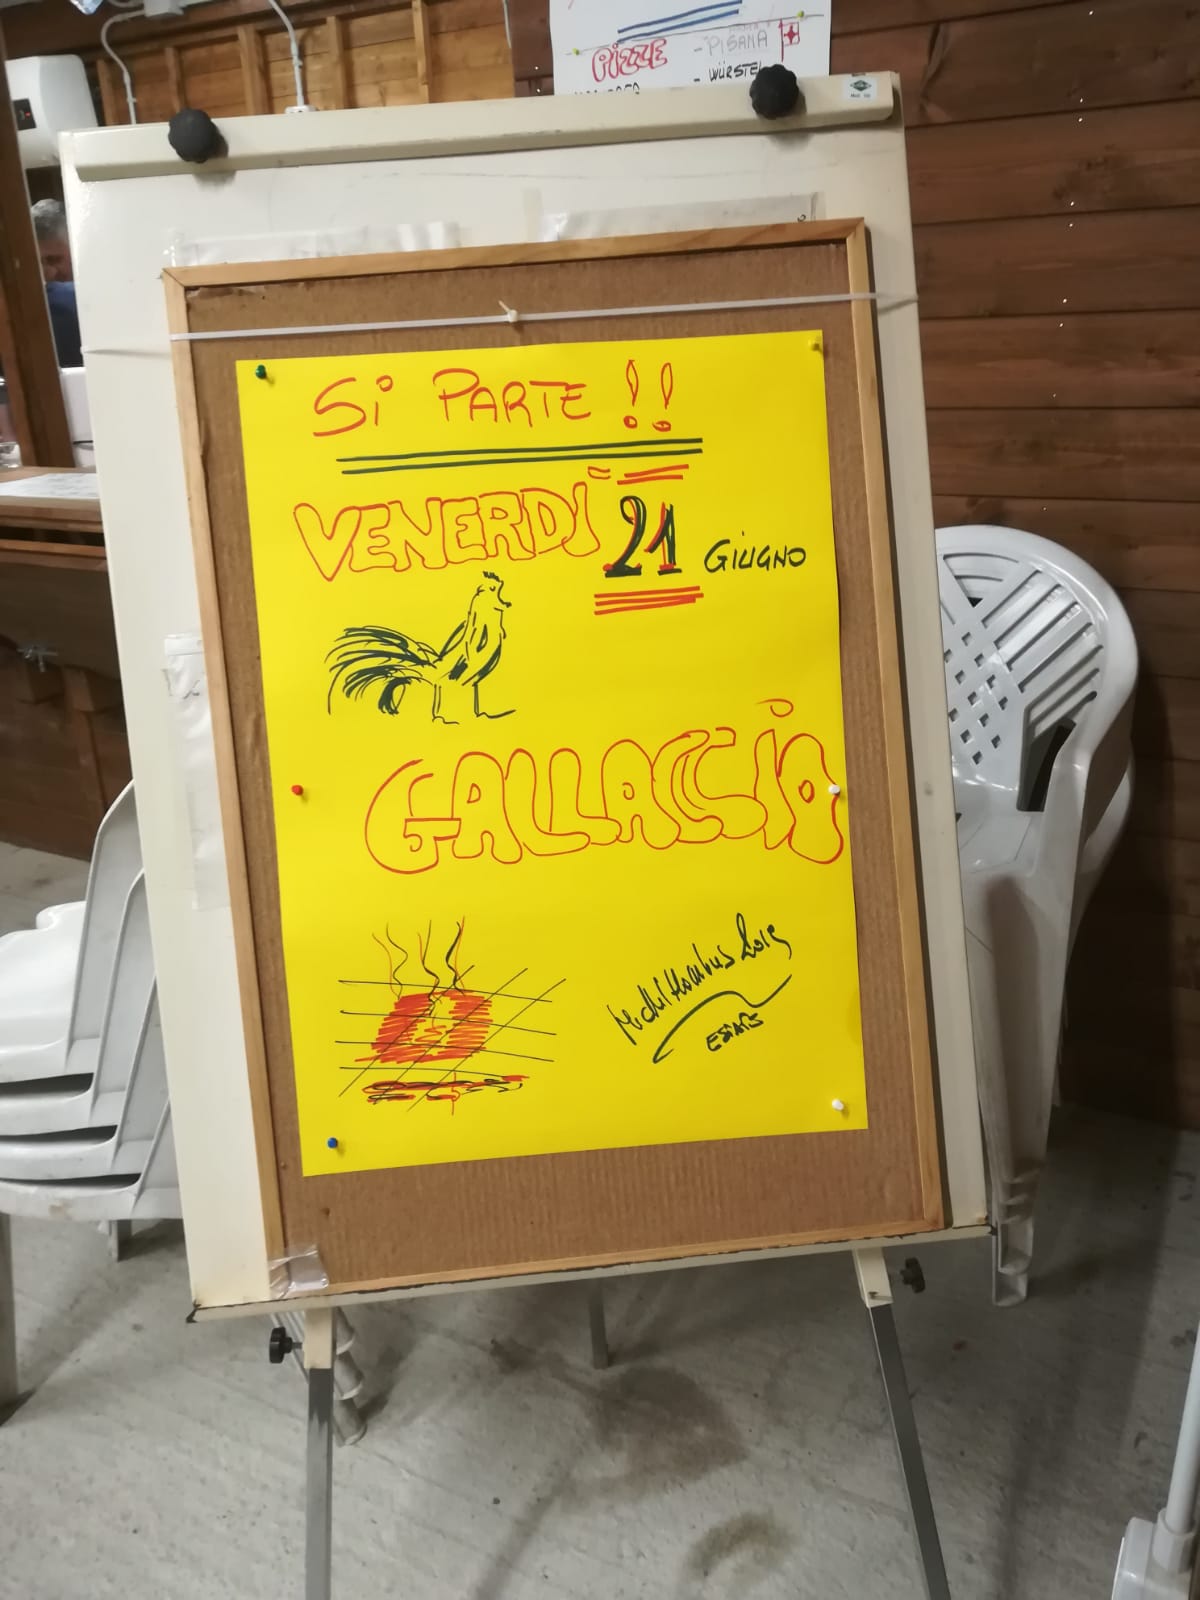 PIZZE
- PISANA
- WÜRSTEL
Si PARTE !!
VENERDÌ 21 GIUGNO
GALLACCIO